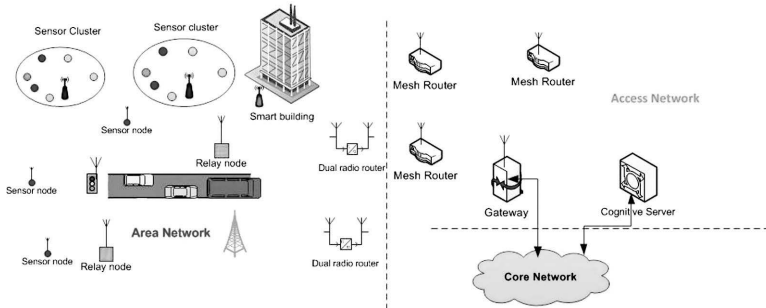 Sensor Cluster
Sensor cluster
Sensor node
Smart building
Relay node
Dual radio router
Sensor node
Area Network
Sensor node
Relay node
Dual radio router
Mesh Router
Mesh Router
Access Network
Mesh Router
Gateway
Cognitive Server
Core Network